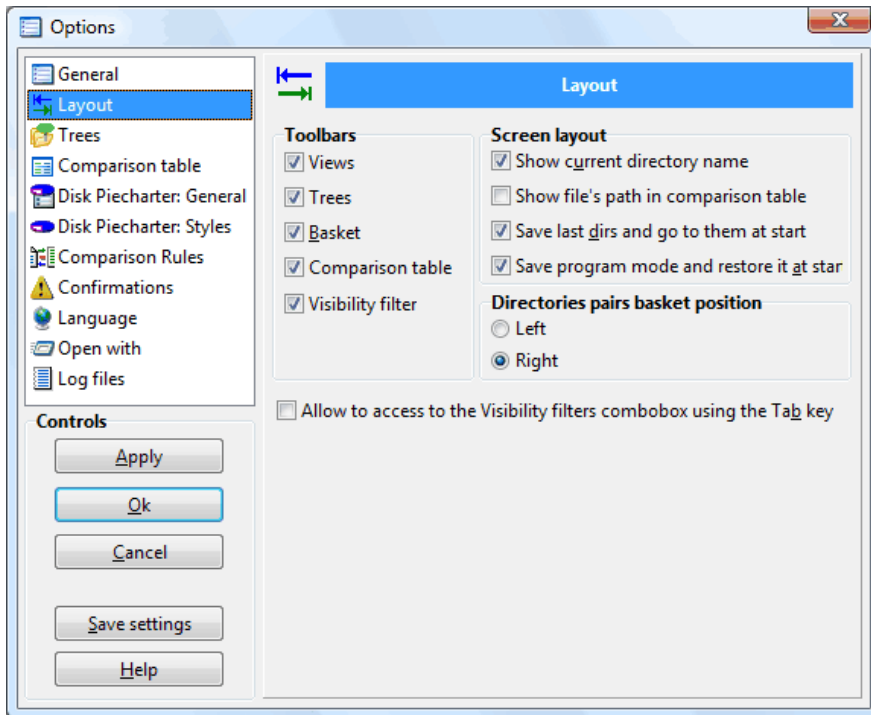 Options
General
Layout
Trees
Comparison table
Disk Piecharter: General
Disk Piecharter: Styles
Comparison Rules
Confirmations
Language
Open with
Log files
Controls
Apply
Ok
Cancel
Save settings
Help
Layout
Toolbars
Views
Trees
Basket
Comparison table
Visibility filter
Screen layout
Show current directory name
Show file's path in comparison table
Save last dirs and go to them at start
Save program mode and restore it at star
Directories pairs basket position
Left
Right
Allow to access to the Visibility filters combobox using the Tab key